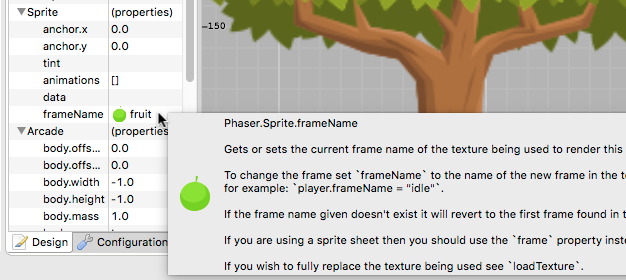 Sprite (properties)
anchor.x 0.0
anchor.y 0.0
tint
animations []
data
frameName fruit
Arcade (properties
body.offs... 0.0
body.offs... 0.0
body.width -1.0
body.height -1.0
body.mass 1.0
Design Configuration
-150
Phaser.Sprite.frameName
Gets or sets the current frame name of the texture being used to render this
To change the frame set `frameName` to the name of the new frame in the
for example: `player.frameName = "idle"`.
If the frame name given doesn't exist it will revert to the first frame found in
If you are using a sprite sheet then you should use the `frame` property
If you wish to fully replace the texture being used see `loadTexture`.